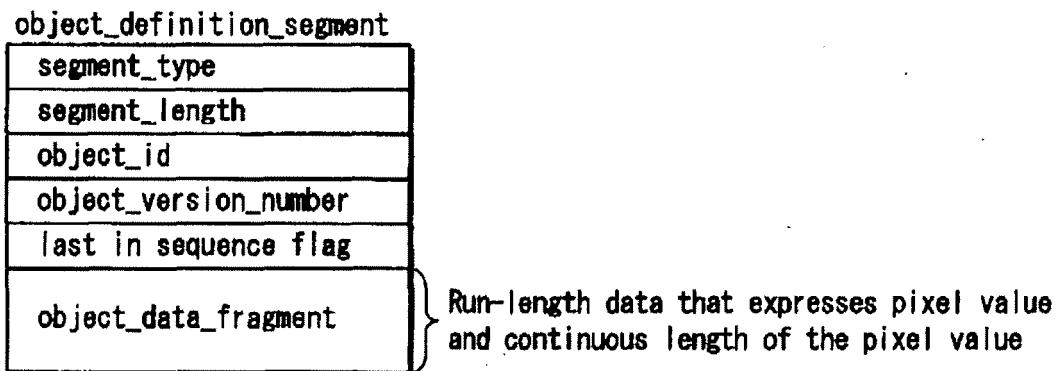 object_definition_segment
segment_type
segment_length
object_id
object_version_number
last in sequence flag
object_data_fragment
Run-length data that expresses pixel value
and continuous length of the pixel value